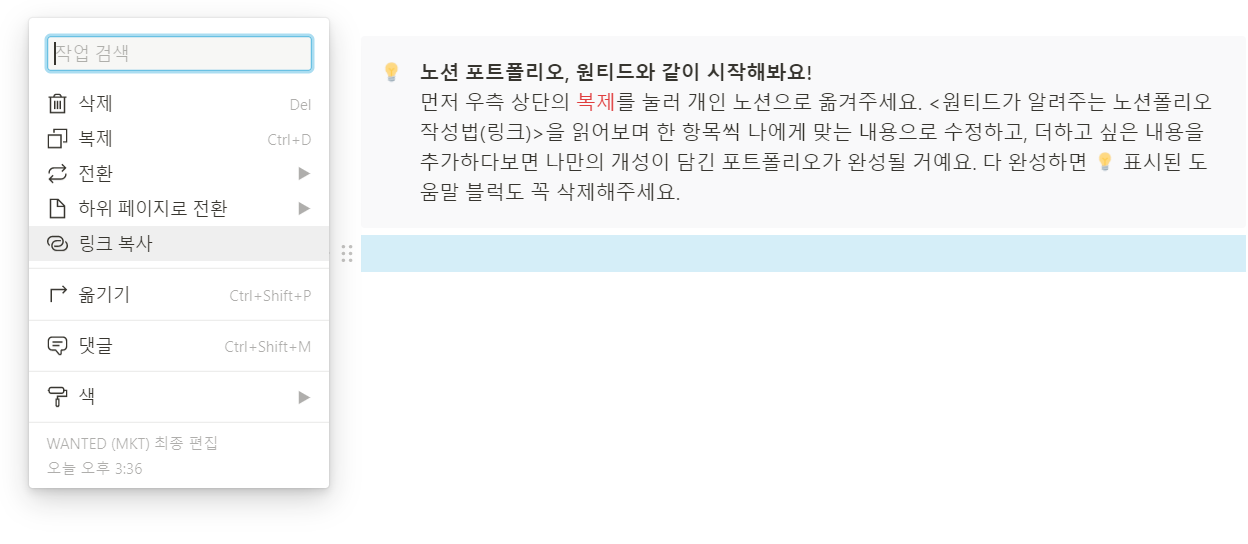 작업 검색
삭제 Del
복제 Ctrl+D
전환
하위 페이지로 전환
링크 복사
옮기기 Ctrl+Shift+P
댓글 Ctrl+Shift+M
색
WANTED (MKT) 최종 편집
오늘 오후 3:36
노션 포트폴리오, 원티드와 같이 시작해봐요!
먼저 우측 상단의 복제를 눌러 개인 노션으로 옮겨주세요. <원티드가 알려주는 노션폴리오
작성법(링크)>을 읽어보며 한 항목씩 나에게 맞는 내용으로 수정하고, 더하고 싶은 내용을
추가하다보면 나만의 개성이 담긴 포트폴리오가 완성될 거예요. 다 완성하면 💡 표시된 도
움말 블럭도 꼭 삭제해주세요.